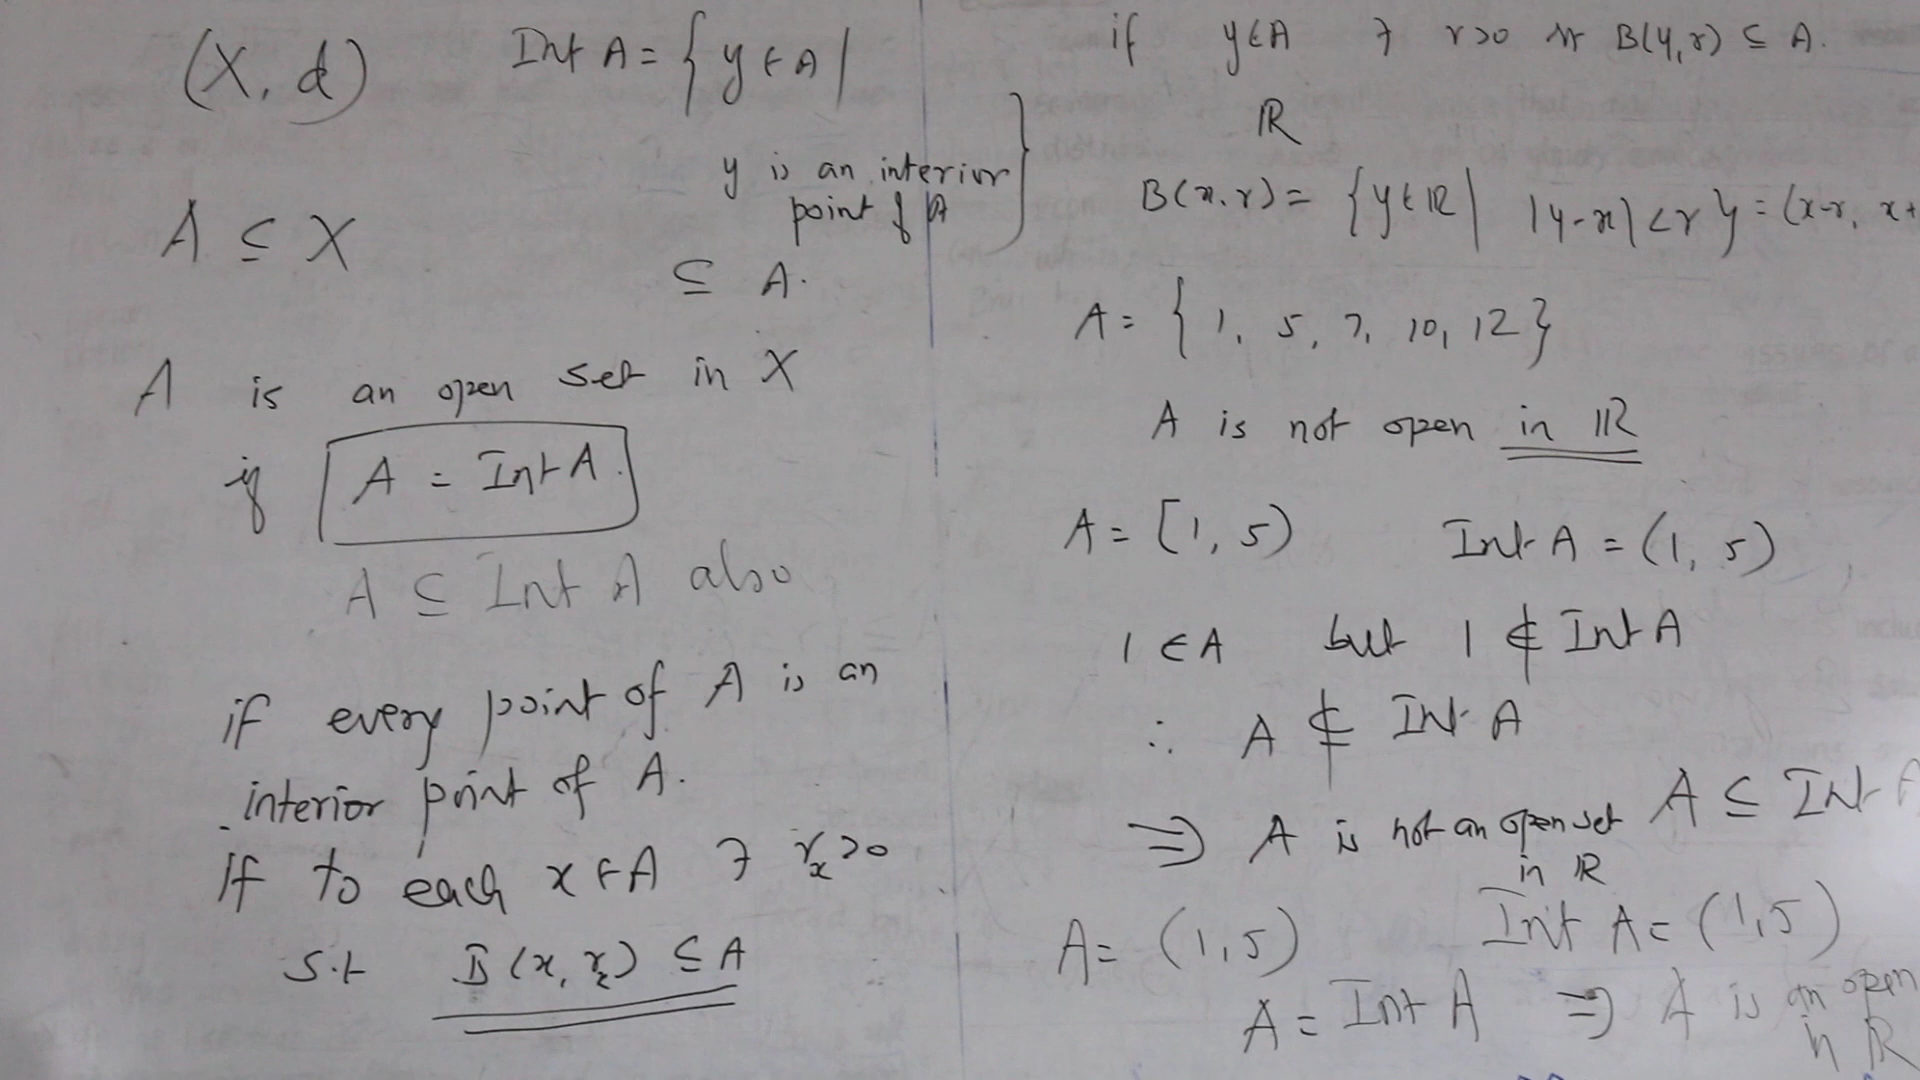 (X, d) Int A = { y ∈ A |
y is an interior
point of A }
⊆ A.
A ⊆ X
A is an open set in X
if A = Int A.
A ⊆ Int A also
if every point of A is an
interior point of A.
If to each x ∈ A ∃ r_x > 0
s.t B(x, r_x) ⊆ A
if y ∈ A ∃ r>0 st B(y, r) ⊆ A.
ℝ
B(x, r) = { y ∈ ℝ | |y-x| < r } = (x-r, x+
A = { 1, 5, 7, 10, 12 }
A is not open in ℝ
A = [1, 5) Int A = (1, 5)
1 ∈ A but 1 ∉ Int A
∴ A ⊈ Int A
A ⊆ Int A
⇒ A is not an open set
in ℝ
A = (1, 5) Int A = (1, 5)
A = Int A ⇒ A is an open
in ℝ